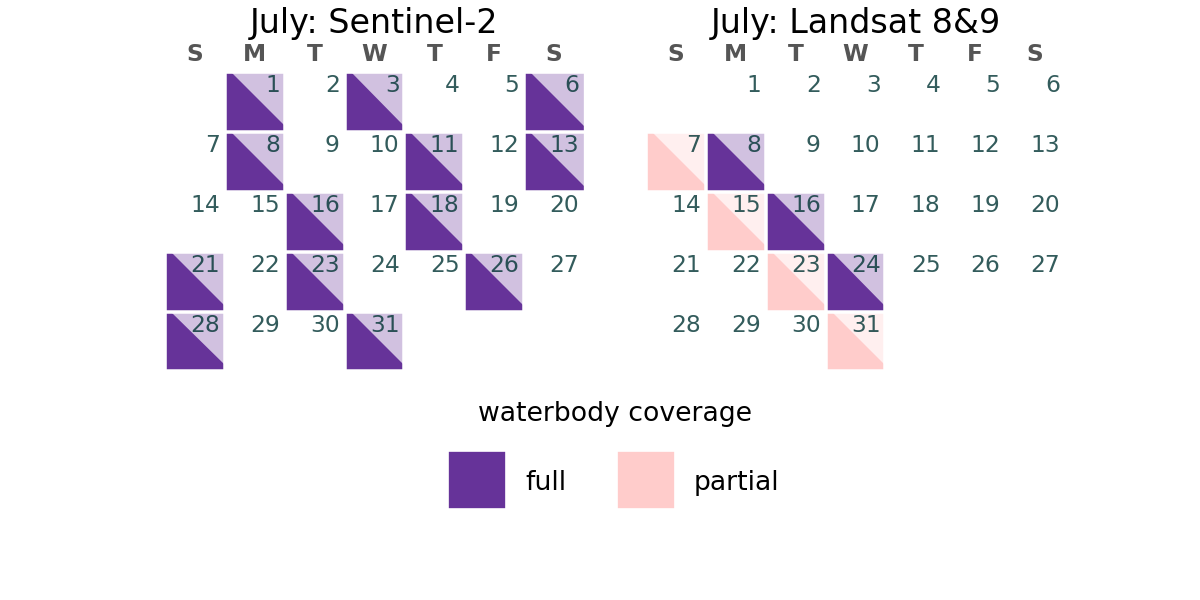 July: Sentinel-2
S M T W T F S
1 2 3 4 5 6
7 8 9 10 11 12 13
14 15 16 17 18 19 20
21 22 23 24 25 26 27
28 29 30 31
July: Landsat 8&9
S M T W T F S
1 2 3 4 5 6
7 8 9 10 11 12 13
14 15 16 17 18 19 20
21 22 23 24 25 26 27
28 29 30 31
waterbody coverage
full
partial